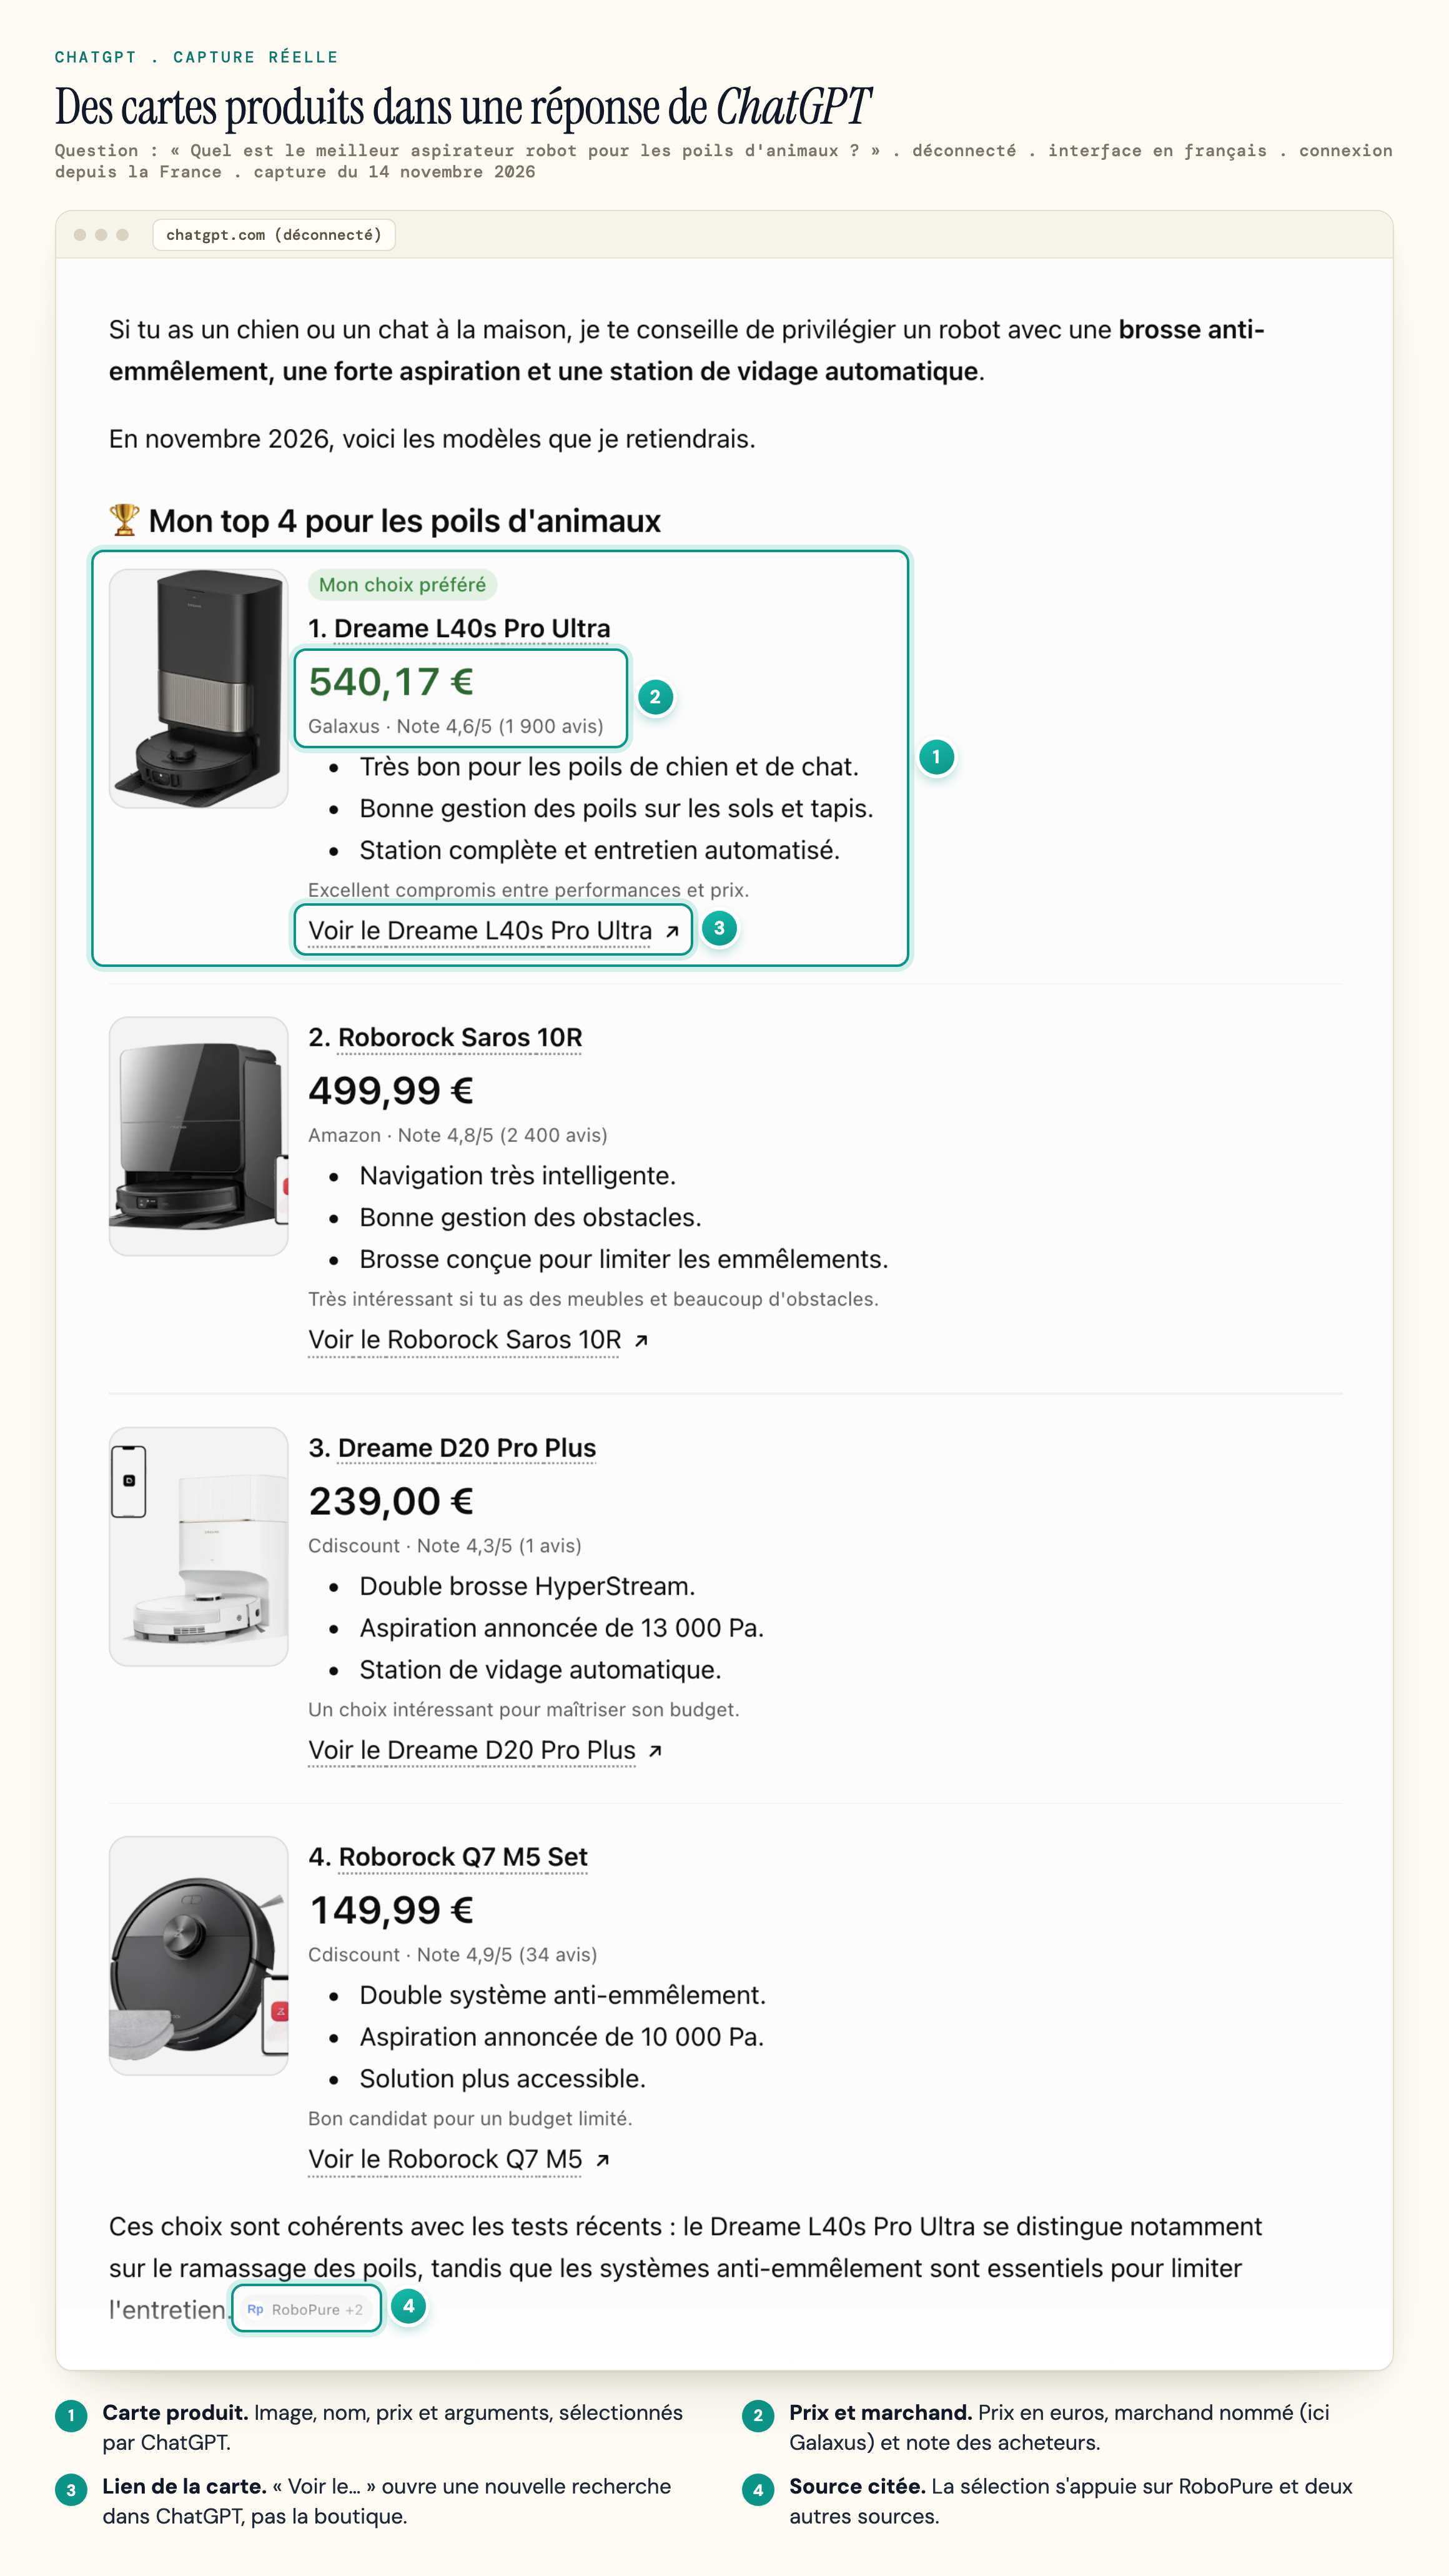 CHATGPT . CAPTURE RÉELLE
Des cartes produits dans une réponse de ChatGPT
Question : « Quel est le meilleur aspirateur robot pour les poils d'animaux ? » . déconnecté . interface en français . connexion
depuis la France . capture du 14 novembre 2026
chatgpt.com (déconnecté)
Si tu as un chien ou un chat à la maison, je te conseille de privilégier un robot avec une brosse anti-
emmêlement, une forte aspiration et une station de vidage automatique.
En novembre 2026, voici les modèles que je retiendrais.
🏆 Mon top 4 pour les poils d'animaux
Mon choix préféré
1. Dreame L40s Pro Ultra
540,17 €
2
Galaxus · Note 4,6/5 (1 900 avis)
1
• Très bon pour les poils de chien et de chat.
• Bonne gestion des poils sur les sols et tapis.
• Station complète et entretien automatisé.
Excellent compromis entre performances et prix.
Voir le Dreame L40s Pro Ultra ↗
3
2. Roborock Saros 10R
499,99 €
Amazon · Note 4,8/5 (2 400 avis)
• Navigation très intelligente.
• Bonne gestion des obstacles.
• Brosse conçue pour limiter les emmêlements.
Très intéressant si tu as des meubles et beaucoup d'obstacles.
Voir le Roborock Saros 10R ↗
3. Dreame D20 Pro Plus
239,00 €
Cdiscount · Note 4,3/5 (1 avis)
• Double brosse HyperStream.
• Aspiration annoncée de 13 000 Pa.
• Station de vidage automatique.
Un choix intéressant pour maîtriser son budget.
Voir le Dreame D20 Pro Plus ↗
4. Roborock Q7 M5 Set
149,99 €
Cdiscount · Note 4,9/5 (34 avis)
• Double système anti-emmêlement.
• Aspiration annoncée de 10 000 Pa.
• Solution plus accessible.
Bon candidat pour un budget limité.
Voir le Roborock Q7 M5 ↗
Ces choix sont cohérents avec les tests récents : le Dreame L40s Pro Ultra se distingue notamment
sur le ramassage des poils, tandis que les systèmes anti-emmêlement sont essentiels pour limiter
l'entretien. Rp RoboPure +2
4
1 Carte produit. Image, nom, prix et arguments, sélectionnés
par ChatGPT.
2 Prix et marchand. Prix en euros, marchand nommé (ici
Galaxus) et note des acheteurs.
3 Lien de la carte. « Voir le... » ouvre une nouvelle recherche
dans ChatGPT, pas la boutique.
4 Source citée. La sélection s'appuie sur RoboPure et deux
autres sources.